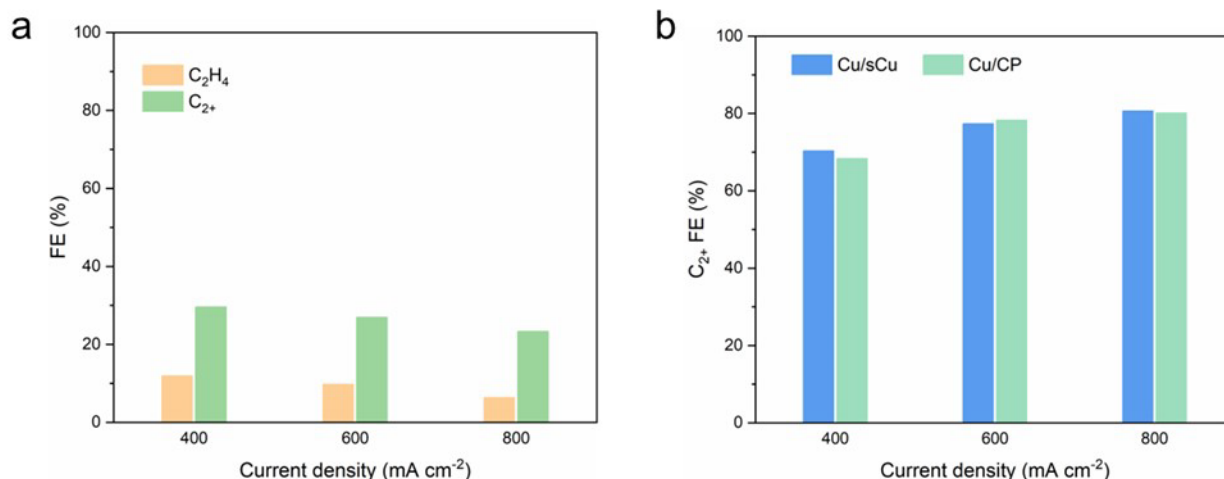 a
100
80
60
40
20
0
FE (%)
C₂H₄
C₂₊
400
600
800
Current density (mA cm⁻²)
b
100
80
60
40
20
0
C₂₊ FE (%)
Cu/sCu
Cu/CP
400
600
800
Current density (mA cm⁻²)